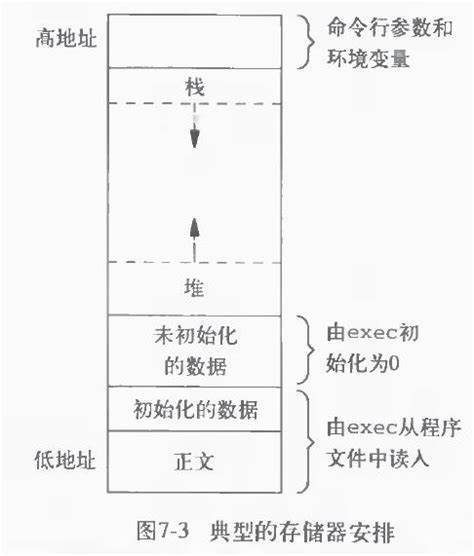 高地址
命令行参数和
环境变量
栈
堆
未初始化
的数据
由exec初
始化为0
初始化的数据
由exec从程序
文件中读入
低地址
正文
图7-3 典型的存储器安排